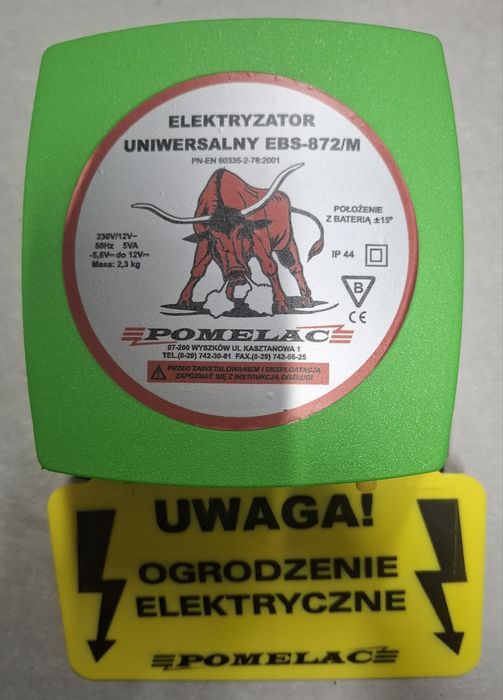 ELEKTRYZATOR
UNIWERSALNY EBS-872/M
PN-EN 60335-2-76:2001
POŁOŻENIE
Z BATERIĄ ±15°
230V/12V⎓
50Hz 5VA
-5,6V⎓ do 12V⎓
Masa: 2,3 kg
IP 44
B
CE
POMELAC
07-200 WYSZKÓW UL KASZTANOWA 1
TEL.(0-29) 742-30-81 FAX.(0-29) 742-56-25
PRZED ZAINSTALOWANIEM I EKSPLOATACJĄ
ZAPOZNAĆ SIĘ Z INSTRUKCJĄ OBSŁUGI
UWAGA!
OGRODZENIE
ELEKTRYCZNE
POMELAC